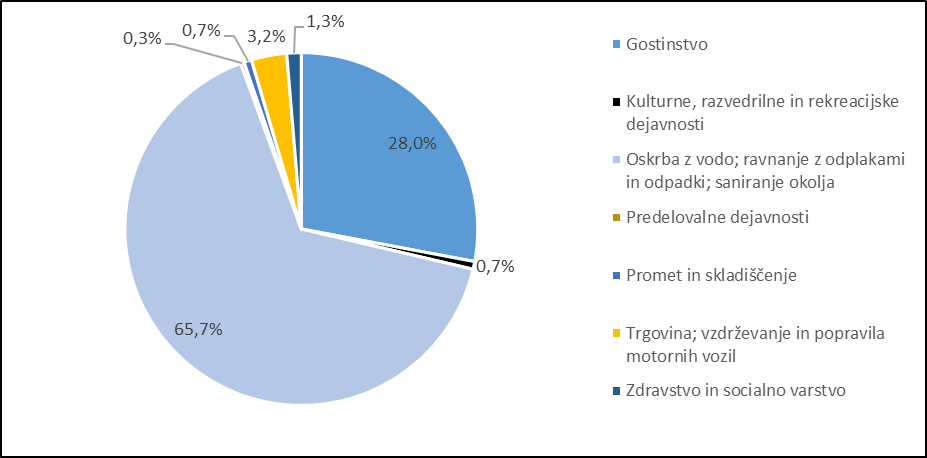 1,3%
3,2%
0,7%
0,3%
28,0%
0,7%
65,7%
Gostinstvo
Kulturne, razvedrilne in rekreacijske
dejavnosti
Oskrba z vodo; ravnanje z odplakami
in odpadki; saniranje okolja
Predelovalne dejavnosti
Promet in skladiščenje
Trgovina; vzdrževanje in popravila
motornih vozil
Zdravstvo in socialno varstvo